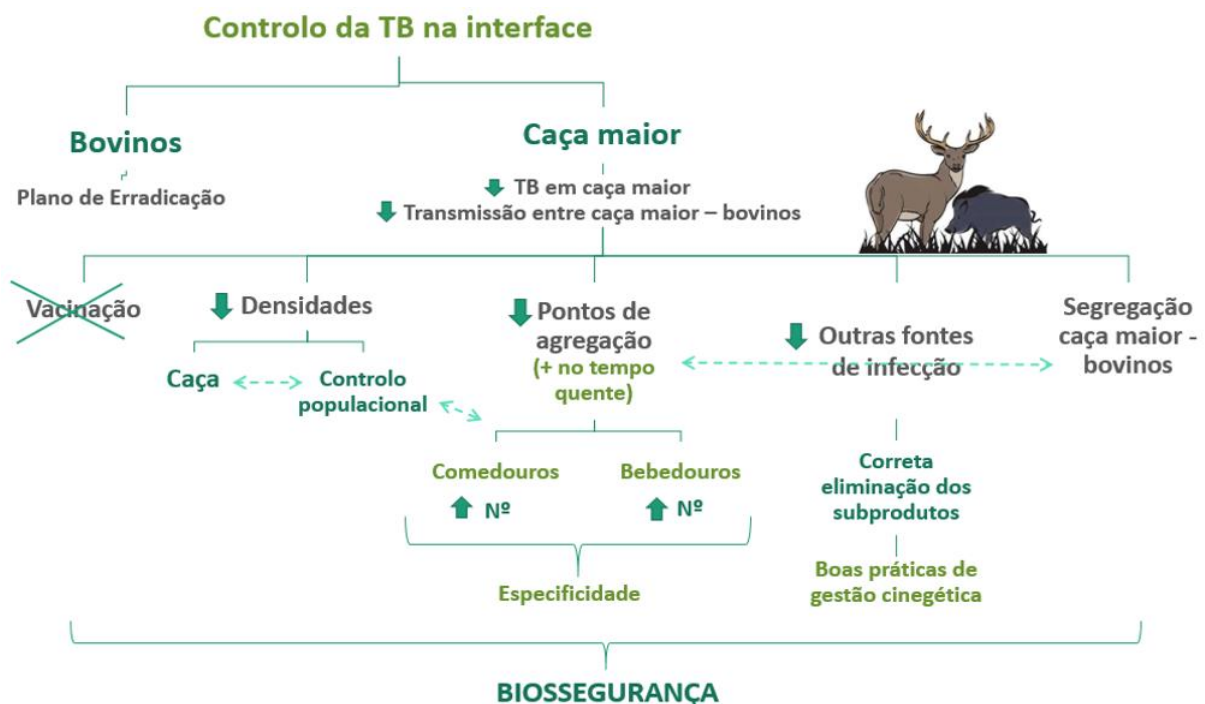 Controlo da TB na interface
Bovinos
Plano de Erradicação
Caça maior
TB em caça maior
Transmissão entre caça maior – bovinos
Vacinação
Densidades
Caça
Controlo
populacional
Pontos de
agregação
(+ no tempo
quente)
Comedouros
Nº
Bebedouros
Nº
Especificidade
Outras fontes
de infecção
Correta
eliminação dos
subprodutos
Boas práticas de
gestão cinegética
Segregação
caça maior -
bovinos
BIOSSEGURANÇA